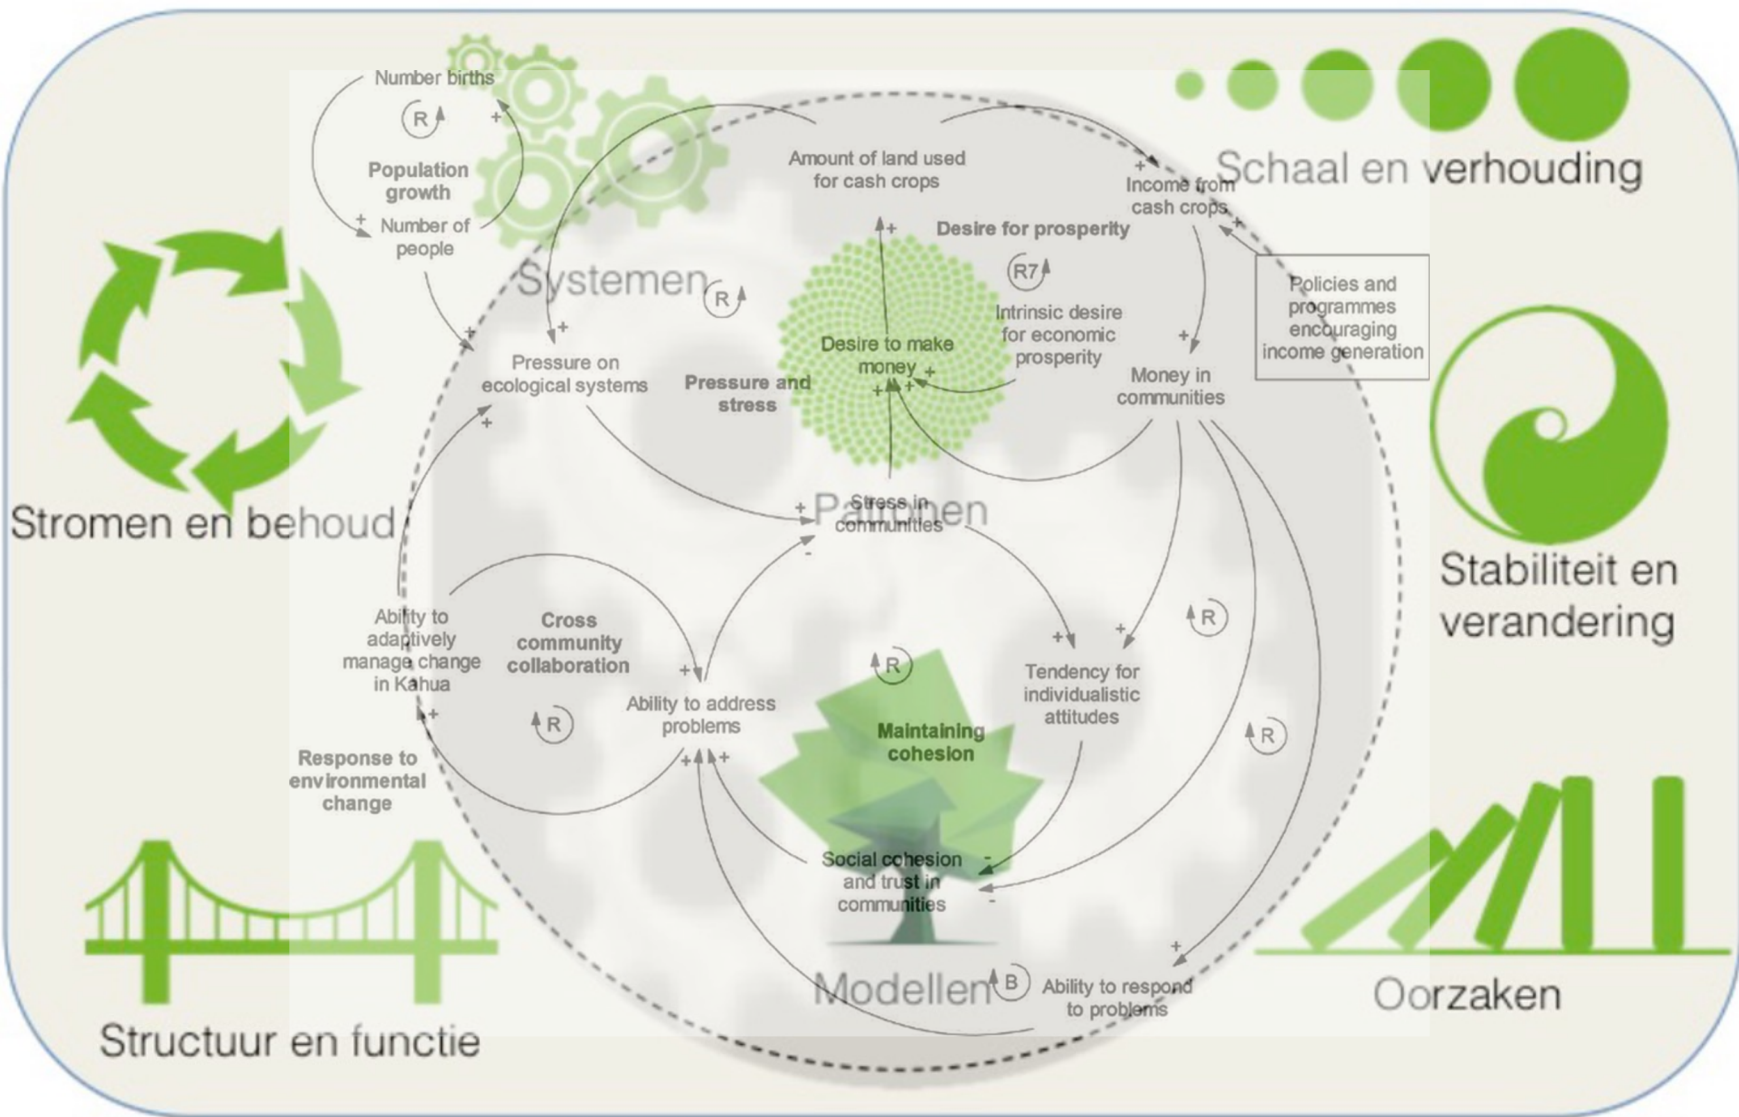 Number births
R
+
Population
growth
+
Number of
people
Schaal en verhouding
Amount of land used
for cash crops
+
Income from
cash crops
+
+
Desire for prosperity
R7
Systemen
R
Policies and
programmes
encouraging
income generation
Intrinsic desire
for economic
prosperity
Desire to make
money
+
+
+
+
+
Pressure on
ecological systems
+
Pressure and
stress
+
Money in
communities
Stromen en behoud
+
Patronen
Stress in
communities
-
Stabiliteit en
verandering
Ability to
adaptively
manage change
in Kahua
+
Cross
community
collaboration
R
+
Ability to address
problems
+
+
R
+
+
Tendency for
individualistic
attitudes
R
R
Maintaining
cohesion
Response to
environmental
change
Social cohesion
and trust in
communities
-
-
+
Modellen
B
Ability to respond
to problems
Oorzaken
Structuur en functie